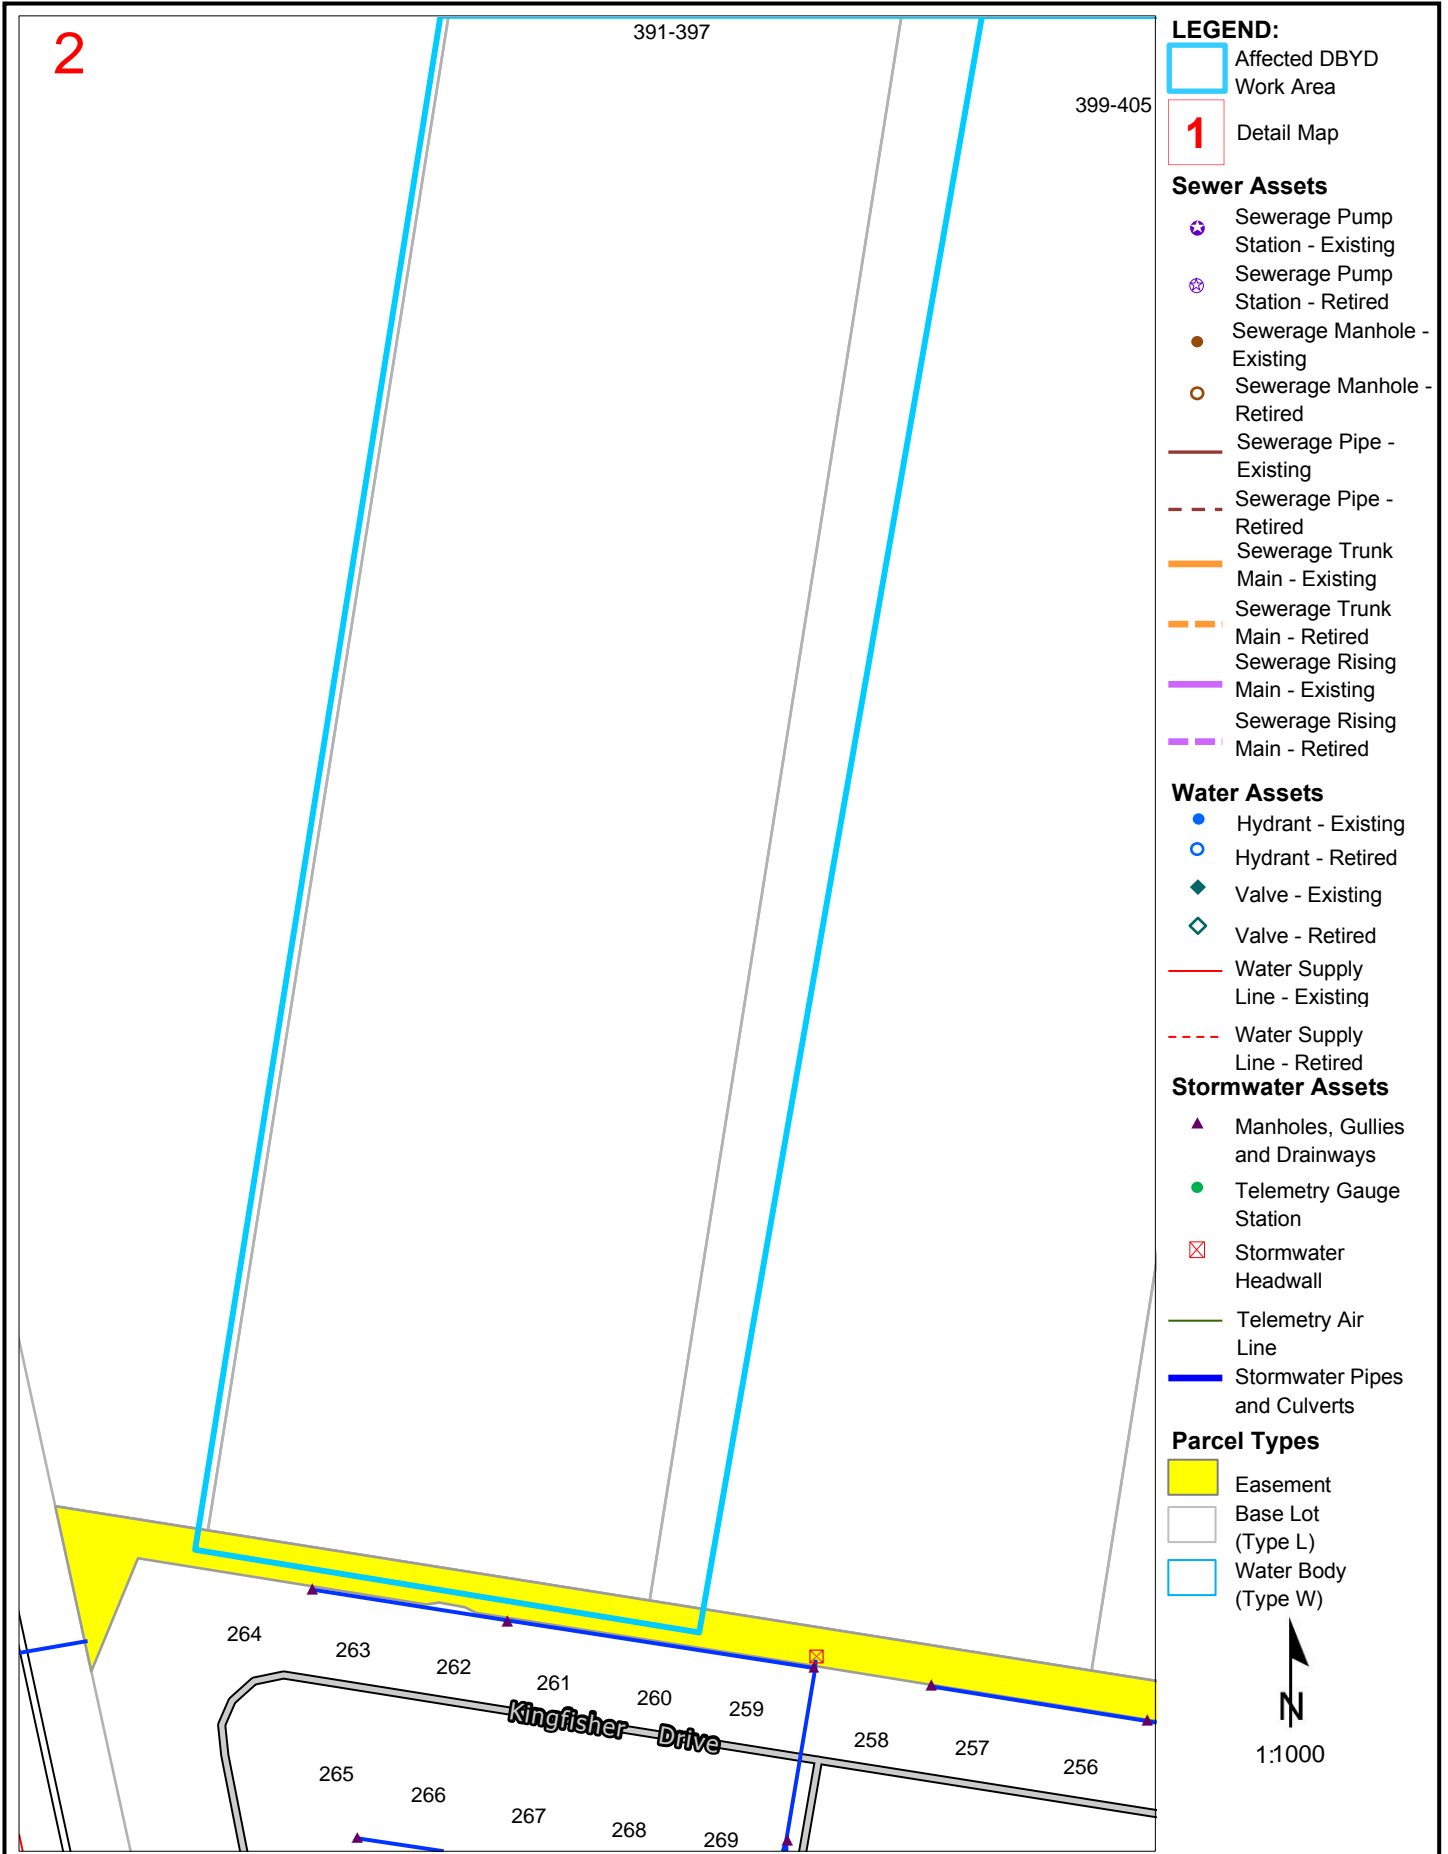 2
391-397
399-405
264
263
262
261
260
259
258
257
256
Kingfisher Drive
265
266
267
268
269
LEGEND:
Affected DBYD
Work Area
1
Detail Map
Sewer Assets
Sewerage Pump
Station - Existing
Sewerage Pump
Station - Retired
Sewerage Manhole -
Existing
Sewerage Manhole -
Retired
Sewerage Pipe -
Existing
Sewerage Pipe -
Retired
Sewerage Trunk
Main - Existing
Sewerage Trunk
Main - Retired
Sewerage Rising
Main - Existing
Sewerage Rising
Main - Retired
Water Assets
Hydrant - Existing
Hydrant - Retired
Valve - Existing
Valve - Retired
Water Supply
Line - Existing
Water Supply
Line - Retired
Stormwater Assets
Manholes, Gullies
and Drainways
Telemetry Gauge
Station
Stormwater
Headwall
Telemetry Air
Line
Stormwater Pipes
and Culverts
Parcel Types
Easement
Base Lot
(Type L)
Water Body
(Type W)
N
1:1000